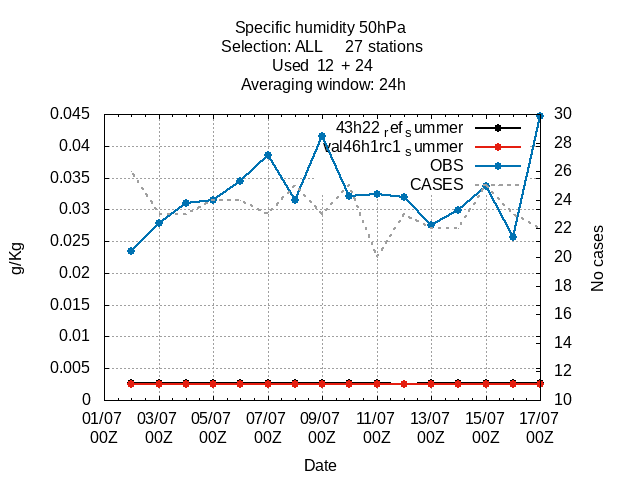 Specific humidity 50hPa
Selection: ALL 27 stations
Used 12 + 24
Averaging window: 24h
43h22ref summer
val46h1rc1summer
OBS
CASES
0.045
0.04
0.035
0.03
0.025
0.02
0.015
0.01
0.005
0
30
28
26
24
22
20
18
16
14
12
10
g/Kg
No cases
01/07 03/07 05/07 07/07 09/07 11/07 13/07 15/07 17/07
00Z 00Z 00Z 00Z 00Z 00Z 00Z 00Z 00Z
Date